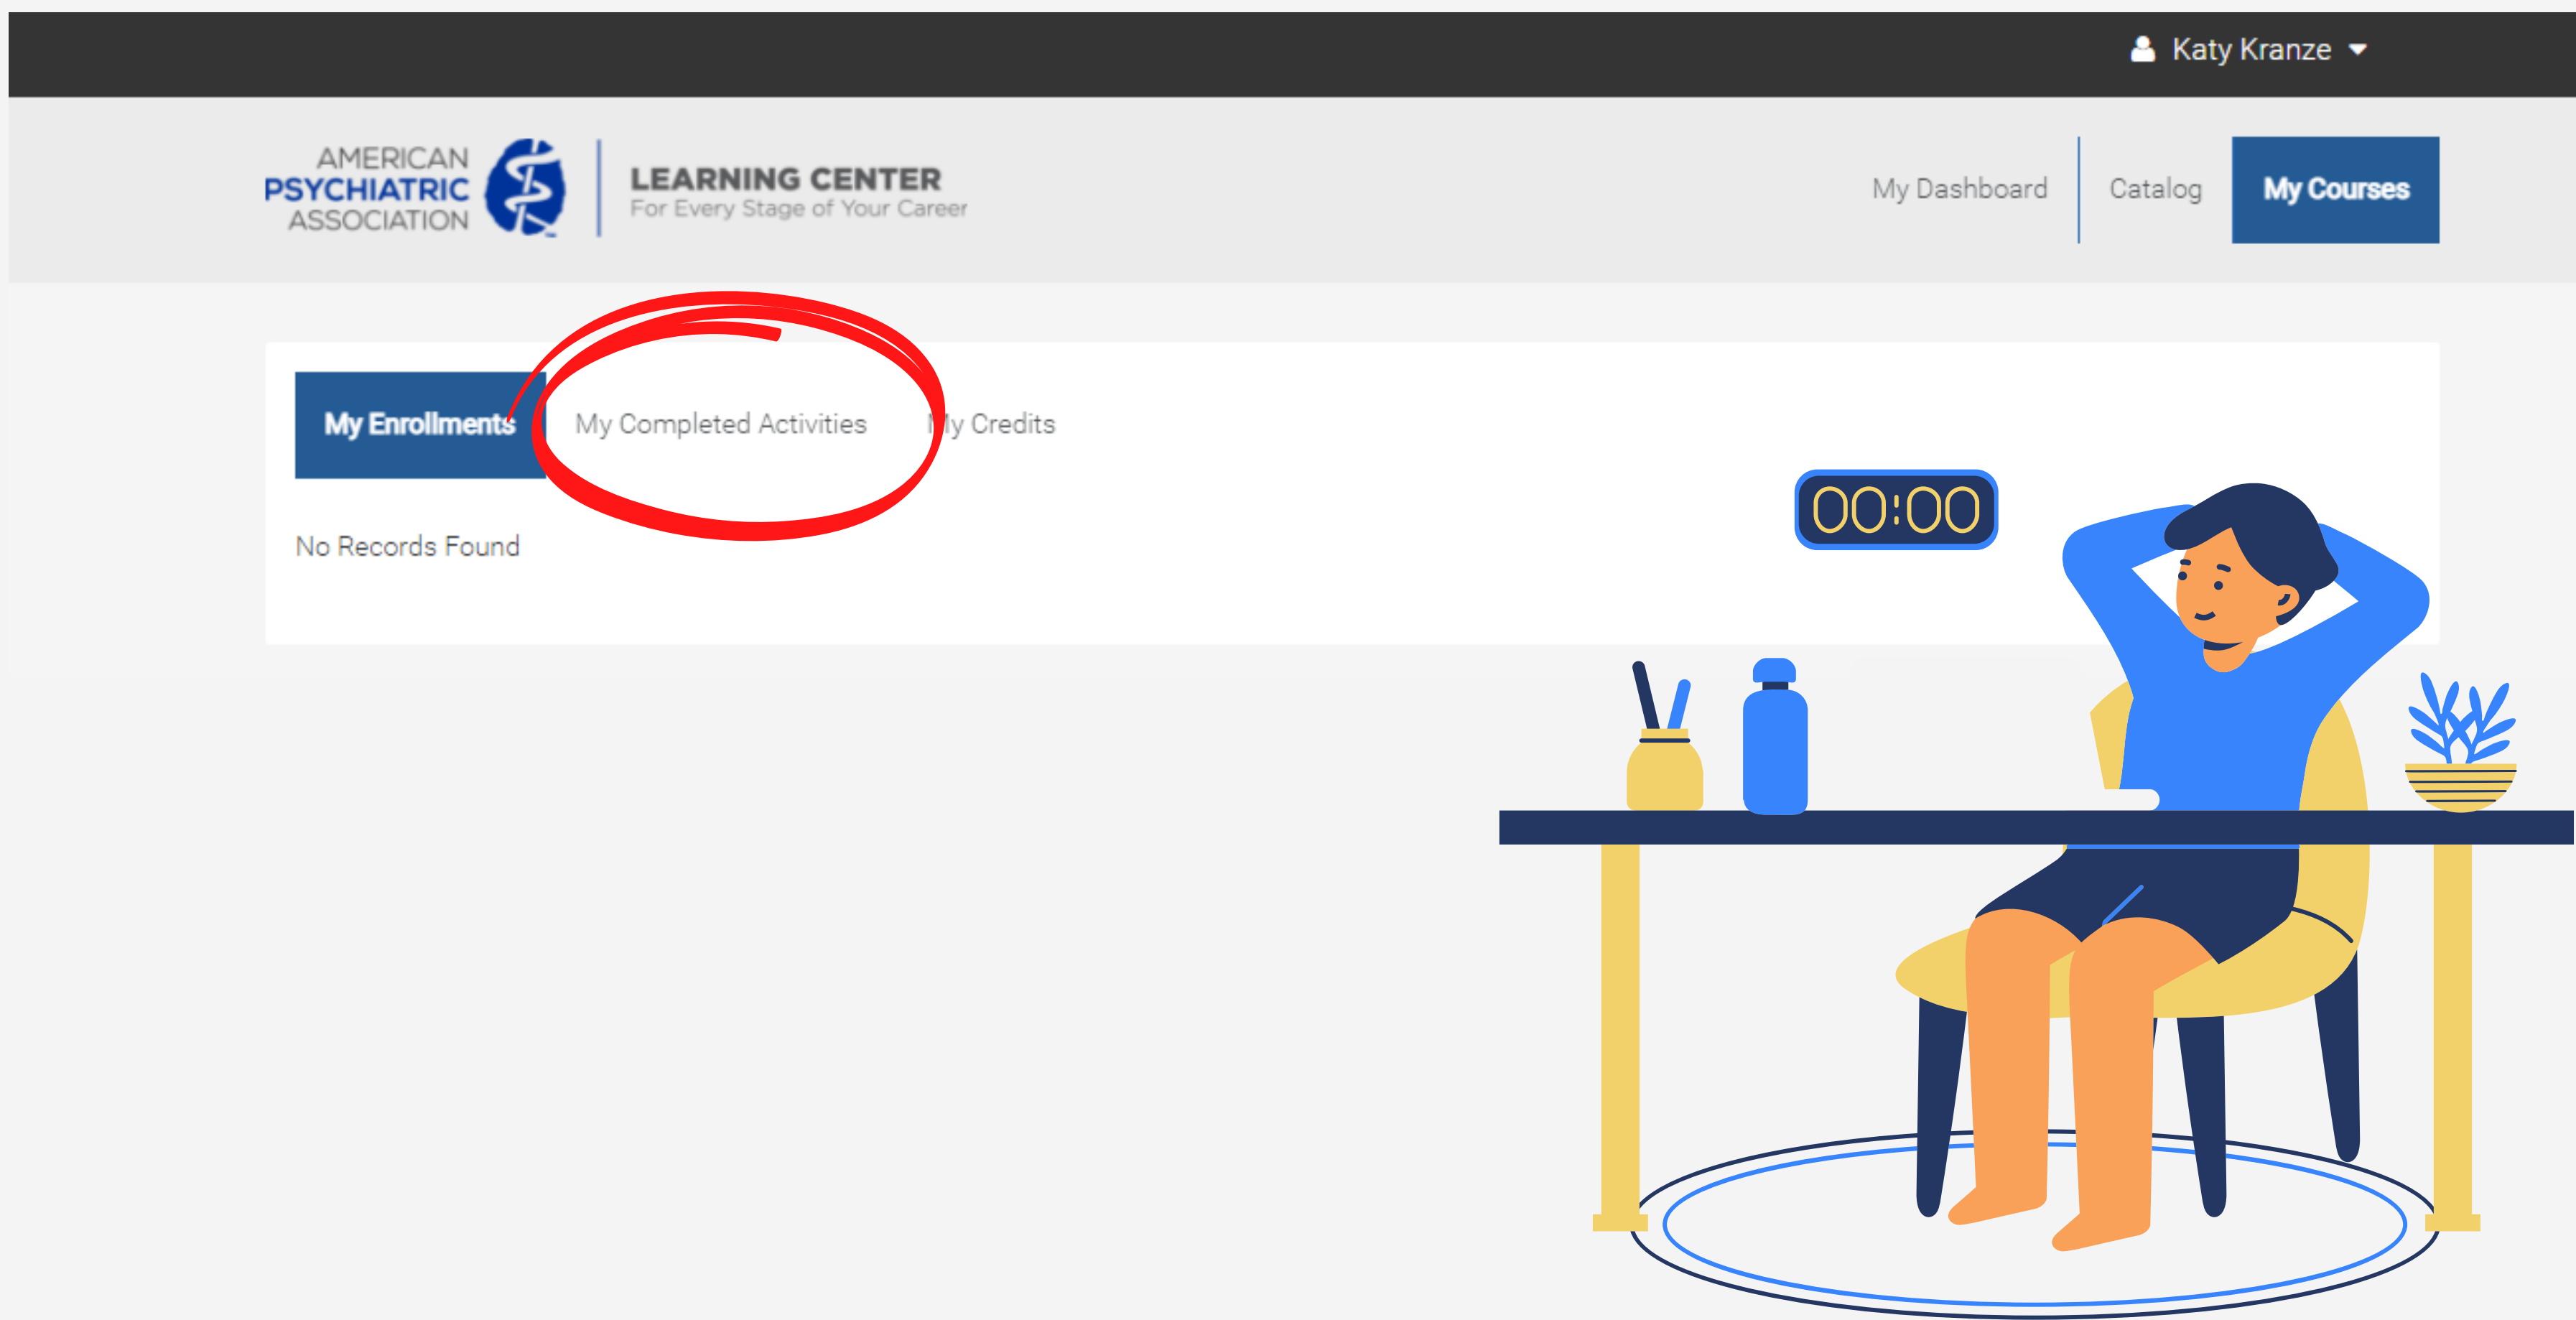 Katy Kranze
AMERICAN
PSYCHIATRIC
ASSOCIATION
LEARNING CENTER
For Every Stage of Your Career
My Dashboard
Catalog
My Courses
My Enrollments
My Completed Activities
My Credits
No Records Found
00:00